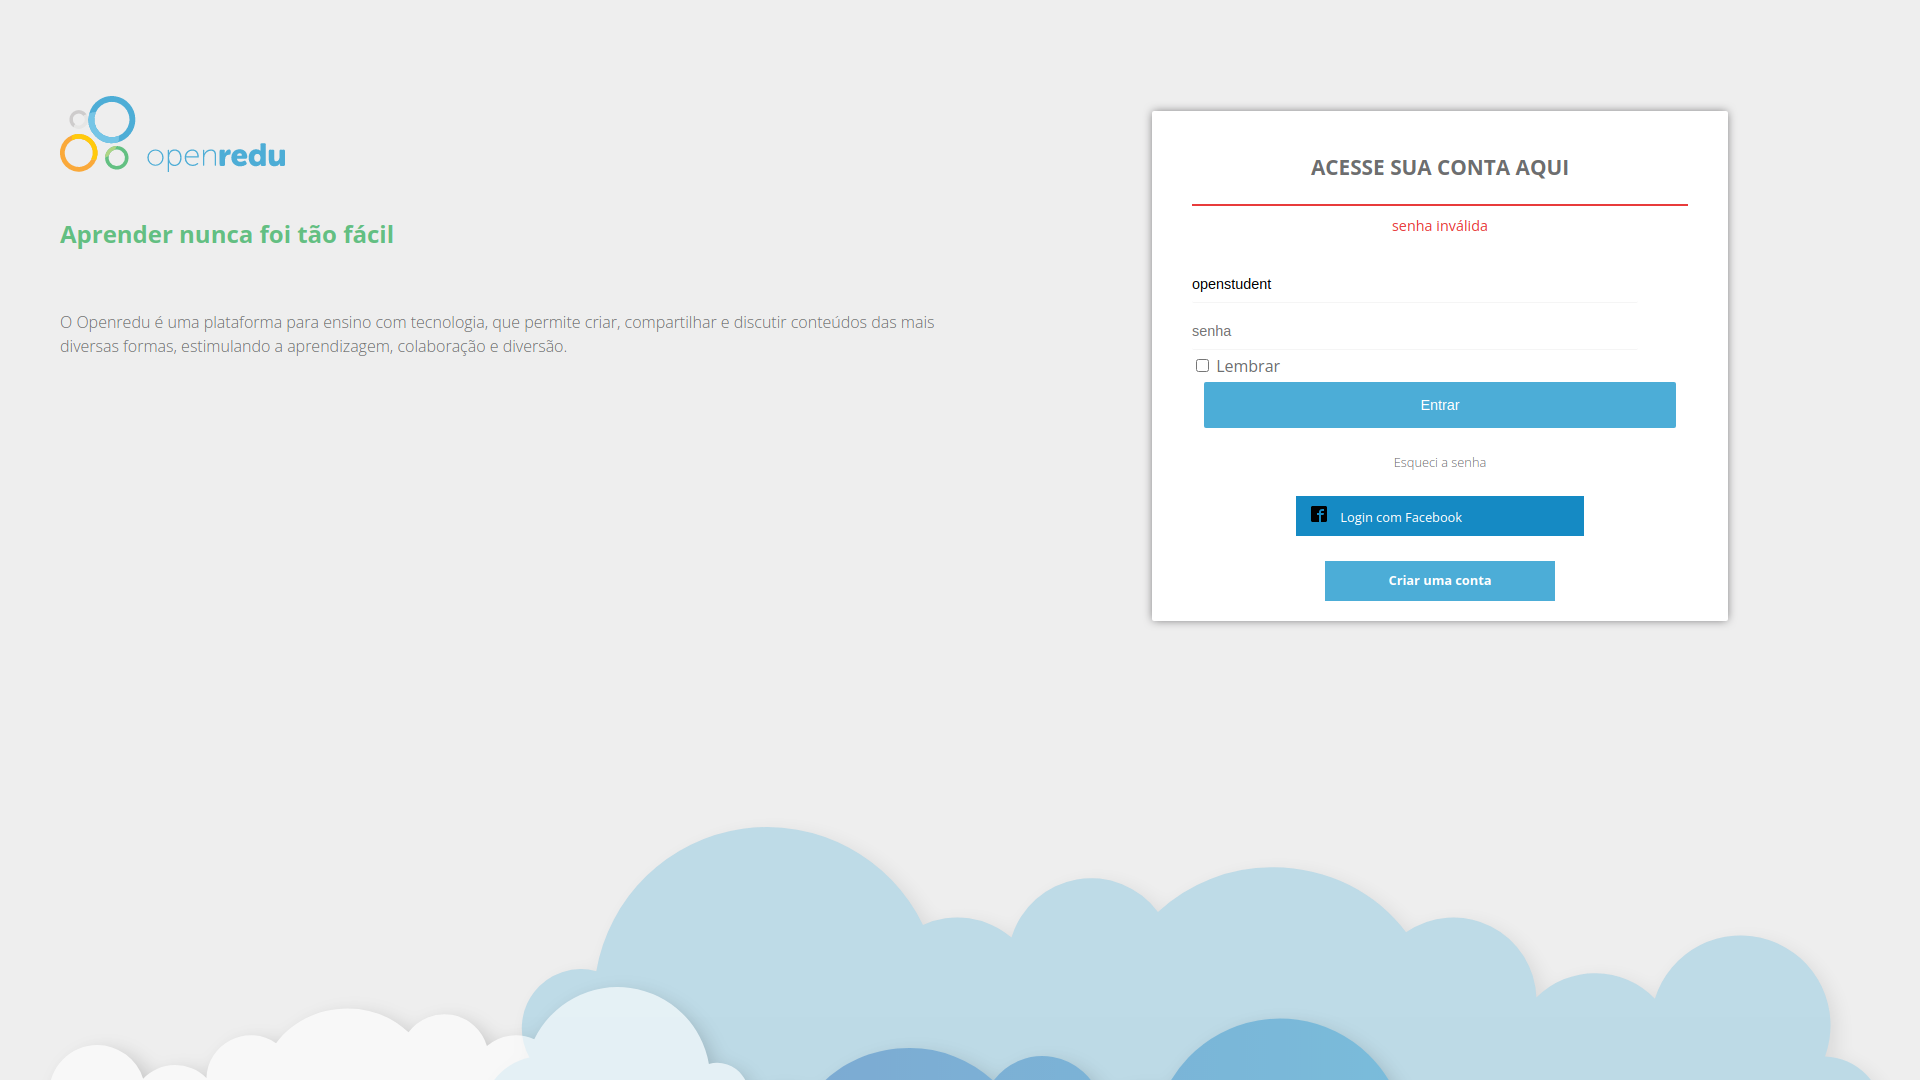 openredu
Aprender nunca foi tão fácil
O Openredu é uma plataforma para ensino com tecnologia, que permite criar, compartilhar e discutir conteúdos das mais
diversas formas, estimulando a aprendizagem, colaboração e diversão.
ACESSE SUA CONTA AQUI
senha inválida
openstudent
senha
Lembrar
Entrar
Esqueci a senha
Login com Facebook
Criar uma conta